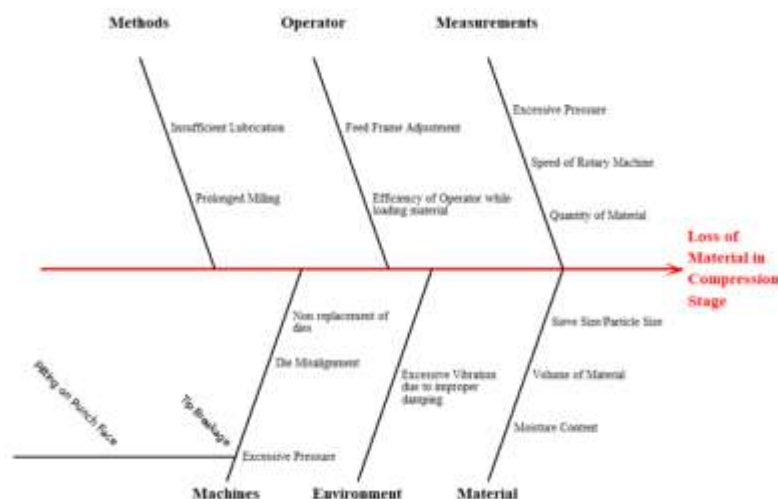 Methods
Operator
Measurements
Excessive Pressure
Insufficient Lubrication
Feed Frame Adjustment
Speed of Rotary Machine
Prolonged Milling
Efficiency of Operator while
loading material
Quantity of Material
Loss of
Material in
Compression
Stage
Non replacement of
dies
Sieve Size/Particle Size
Die Misalignment
Excessive Vibration
due to improper
damping
Volume of Material
Pitting on Punch Face
Tip Breakage
Moisture Content
Excessive Pressure
Machines
Environment
Material